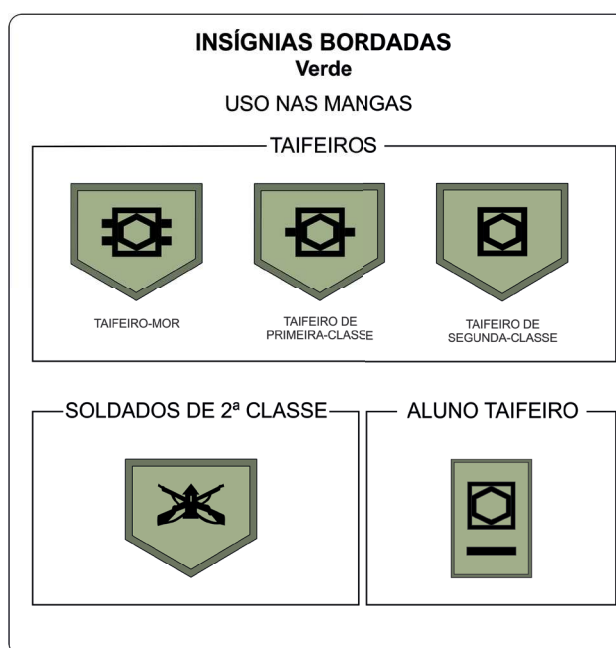 INSÍGNIAS BORDADAS
Verde
USO NAS MANGAS
TAIFEIROS
TAIFEIRO-MOR
TAIFEIRO DE
PRIMEIRA-CLASSE
TAIFEIRO DE
SEGUNDA-CLASSE
SOLDADOS DE 2ª CLASSE
ALUNO TAIFEIRO